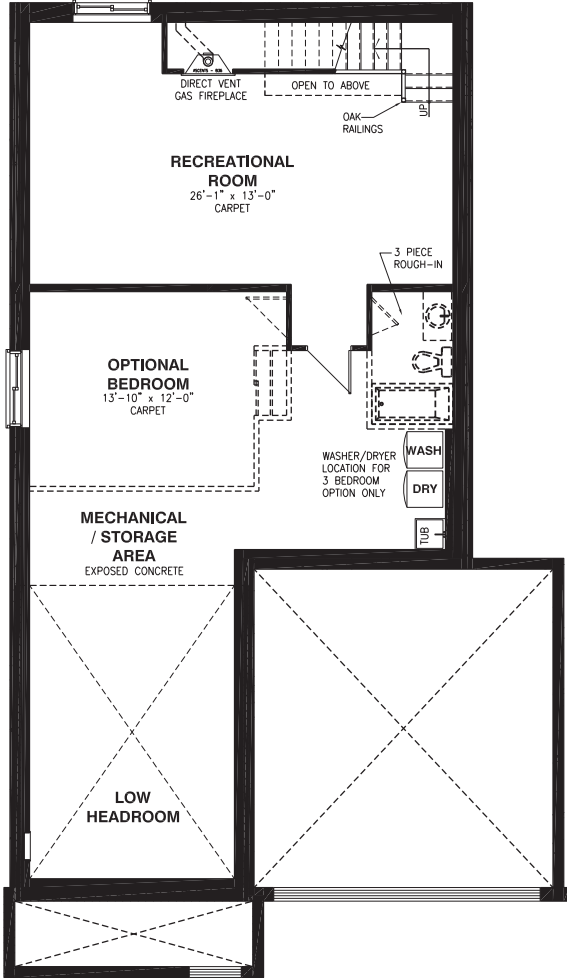 DIRECT VENT
GAS FIREPLACE
OPEN TO ABOVE
UP
OAK
RAILINGS
RECREATIONAL
ROOM
26'-1" x 13'-0"
CARPET
3 PIECE
ROUGH-IN
OPTIONAL
BEDROOM
13'-10" x 12'-0"
CARPET
WASHER/DRYER
LOCATION FOR
3 BEDROOM
OPTION ONLY
WASH
DRY
TUB
MECHANICAL
/ STORAGE
AREA
EXPOSED CONCRETE
LOW
HEADROOM